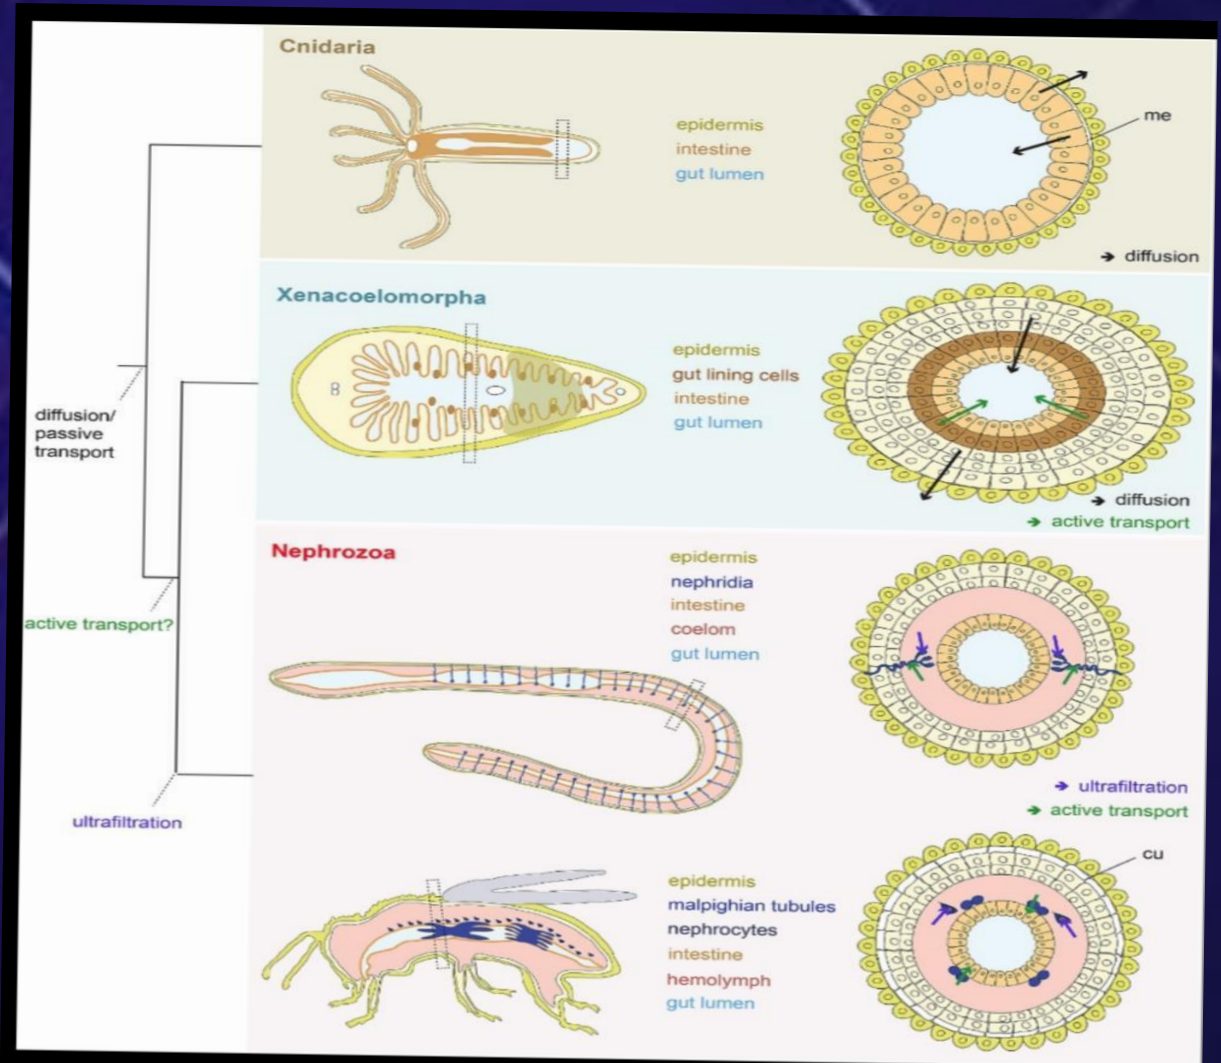 Cnidaria
epidermis
intestine
gut lumen
me
diffusion
Xenacoelomorpha
epidermis
gut lining cells
intestine
gut lumen
diffusion
active transport
diffusion/
passive
transport
active transport?
ultrafiltration
Nephrozoa
epidermis
nephridia
intestine
coelom
gut lumen
ultrafiltration
active transport
epidermis
malpighian tubules
nephrocytes
intestine
hemolymph
gut lumen
cu